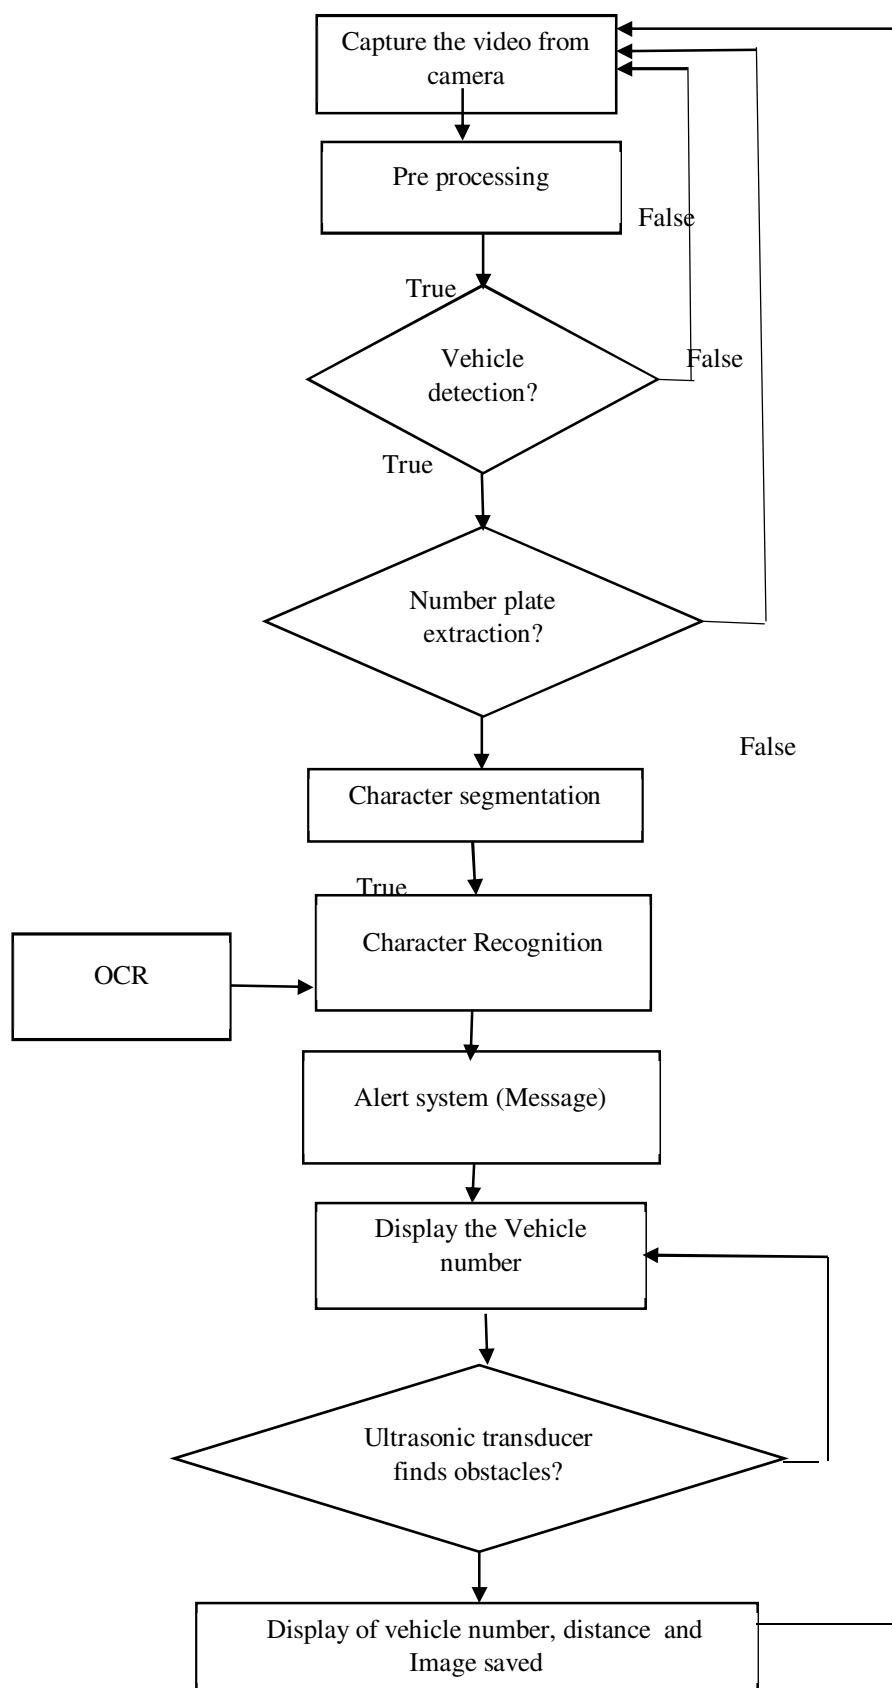 Capture the video from
camera
Pre processing
False
True
Vehicle
detection?
False
True
Number plate
extraction?
False
Character segmentation
True
Character Recognition
OCR
Alert system (Message)
Display the Vehicle
number
Ultrasonic transducer
finds obstacles?
Display of vehicle number, distance and
Image saved